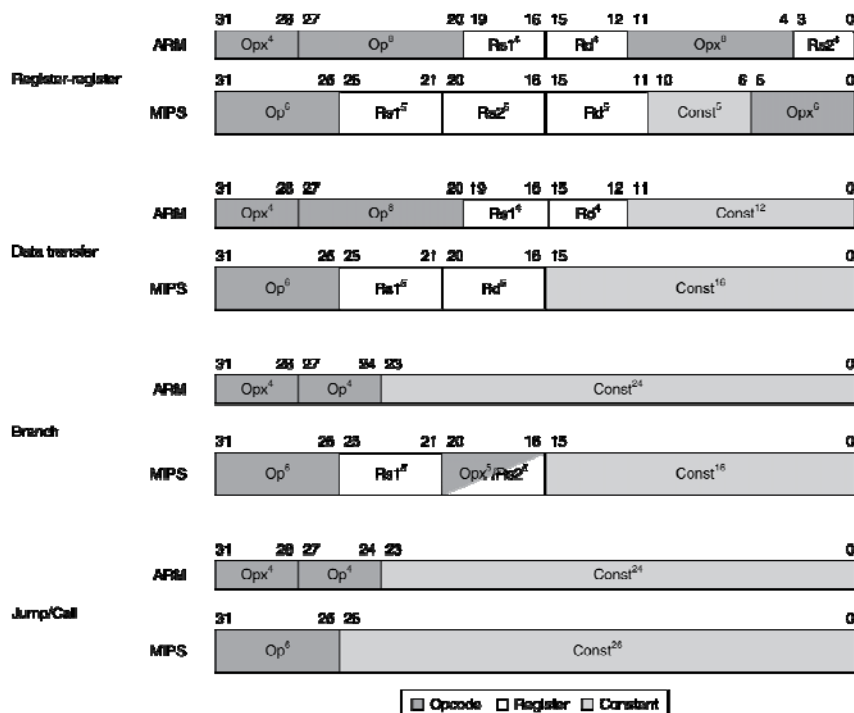 31 28 27 20 19 16 15 12 11 4 3 0
ARM Opx⁴ Op⁸ Rs1⁴ Rd⁴ Opx⁸ Rs2⁴
Register-register
31 26 25 21 20 16 15 11 10 6 5 0
MIPS Op⁶ Rs1⁵ Rs2⁵ Rd⁵ Const⁵ Opx⁶
31 28 27 20 19 16 15 12 11 0
ARM Opx⁴ Op⁸ Rs1⁴ Rd⁴ Const¹²
Data transfer
31 26 25 21 20 16 15 0
MIPS Op⁶ Rs1⁵ Rd⁵ Const¹⁶
31 28 27 24 23 0
ARM Opx⁴ Op⁴ Const²⁴
Branch
31 26 25 21 20 16 15 0
MIPS Op⁶ Rs1⁵ Opx⁵/Rs2⁵ Const¹⁶
31 28 27 24 23 0
ARM Opx⁴ Op⁴ Const²⁴
Jump/Call
31 26 25 0
MIPS Op⁶ Const²⁶
Opcode Register Constant